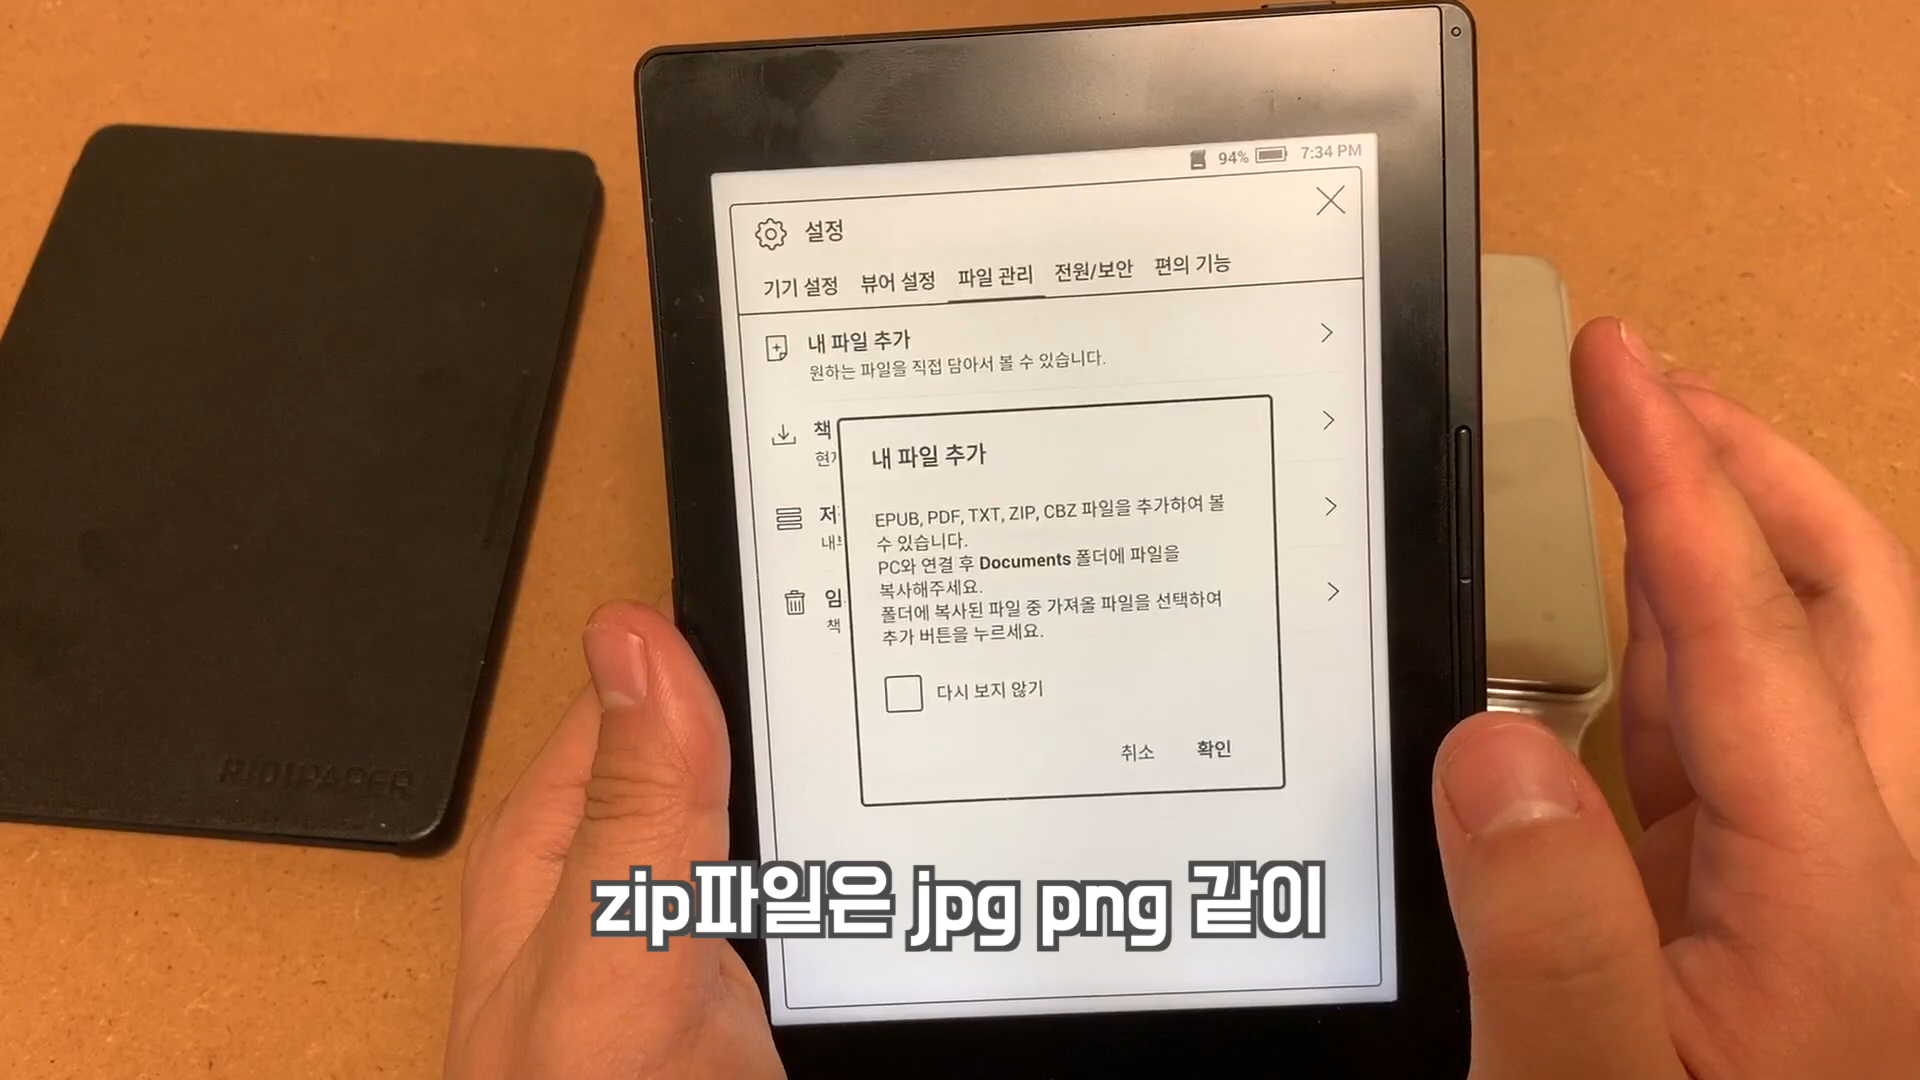 94% 7:34 PM
설정
기기 설정 뷰어 설정 파일 관리 전원/보안 편의 기능
내 파일 추가
원하는 파일을 직접 담아서 볼 수 있습니다.
책
현재
저
내부
임
책
내 파일 추가
EPUB, PDF, TXT, ZIP, CBZ 파일을 추가하여 볼
수 있습니다.
PC와 연결 후 Documents 폴더에 파일을
복사해주세요.
폴더에 복사된 파일 중 가져올 파일을 선택하여
추가 버튼을 누르세요.
다시 보지 않기
취소 확인
RIDIPAPER
zip파일은 jpg png 같이